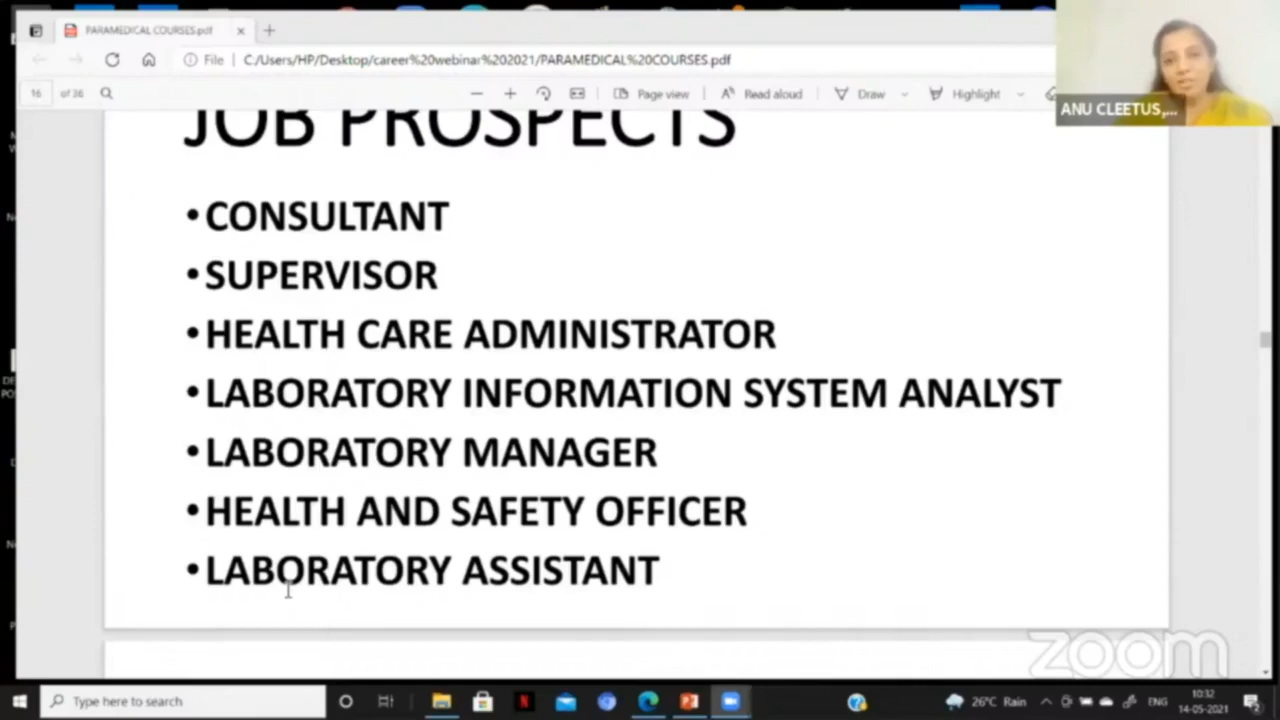 PARAMEDICAL COURSES.pdf
File C:/Users/HP/Desktop/career%20webinar%202021/PARAMEDICAL%20COURSES.pdf
16 of 36 Page view Read aloud Draw Highlight
ANU CLEETUS,...
JOB PROSPECTS
•CONSULTANT
•SUPERVISOR
•HEALTH CARE ADMINISTRATOR
•LABORATORY INFORMATION SYSTEM ANALYST
•LABORATORY MANAGER
•HEALTH AND SAFETY OFFICER
•LABORATORY ASSISTANT
zoom
Type here to search
26°C Rain
ENG
10:32
14-05-2021